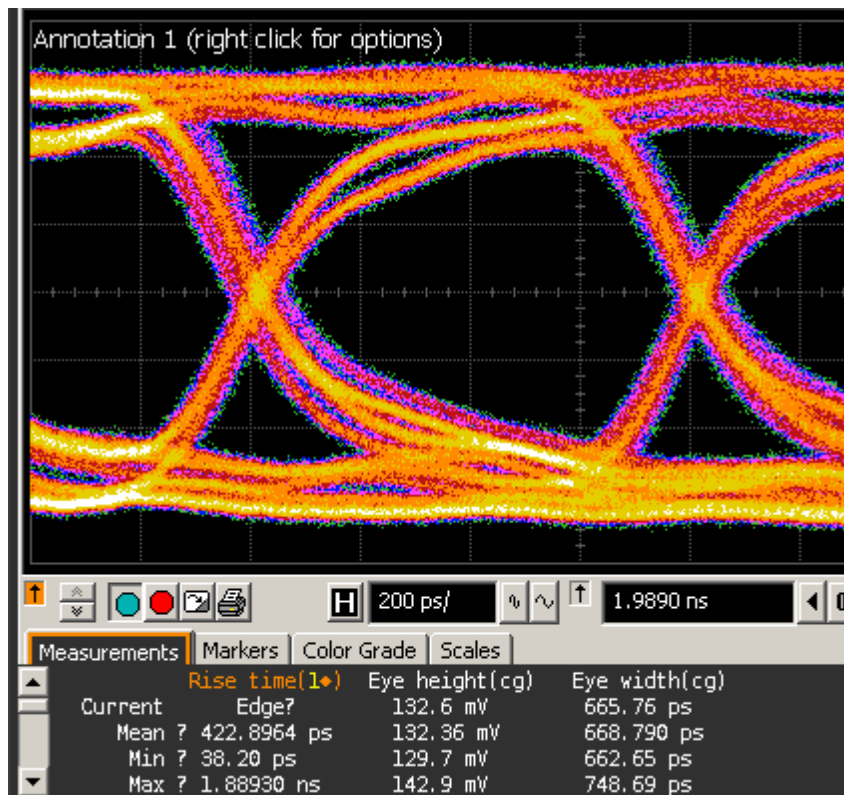 Annotation 1 (right click for options)
H 200 ps/ 1.9890 ns
Measurements Markers Color Grade Scales
Rise time(1◆) Eye height(cg) Eye width(cg)
Current Edge? 132.6 mV 665.76 ps
Mean ? 422.8964 ps 132.36 mV 668.790 ps
Min ? 38.20 ps 129.7 mV 662.65 ps
Max ? 1.88930 ns 142.9 mV 748.69 ps